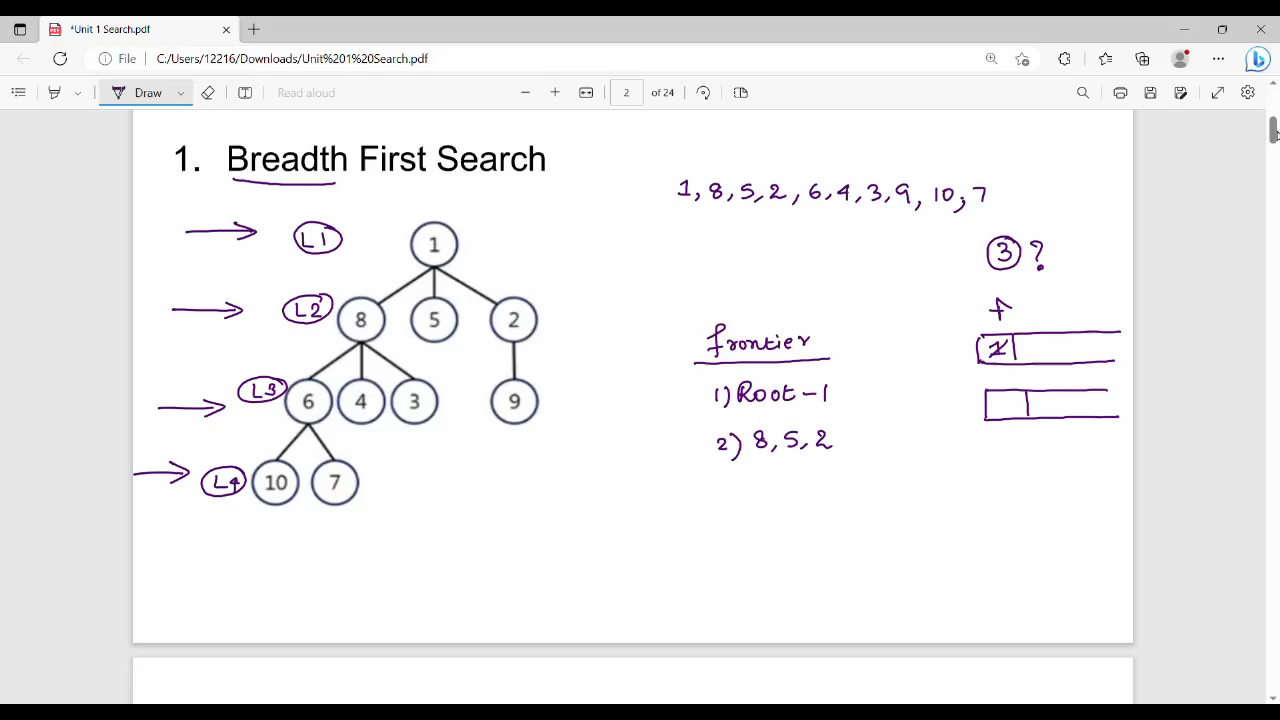 *Unit 1 Search.pdf
File C:/Users/12216/Downloads/Unit%201%20Search.pdf
Draw Read aloud 2 of 24
1. Breadth First Search
1, 8, 5, 2, 6, 4, 3, 9, 10, 7
L1 1 3 ?
L2 8 5 2
frontier 1
L3 6 4 3 9 1) Root - 1
2) 8, 5, 2
L4 10 7